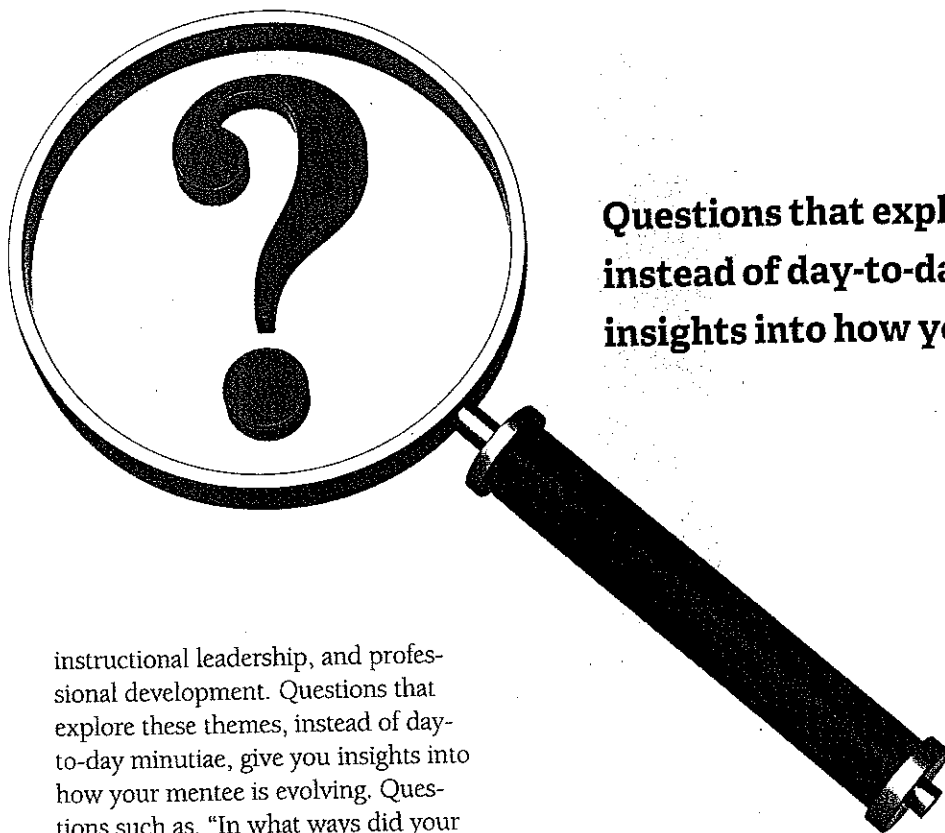 ?
Questions that expl
instead of day-to-da
insights into how yo
instructional leadership, and profes-
sional development. Questions that
explore these themes, instead of day-
to-day minutiae, give you insights into
how your mentee is evolving. Ques-
tions such as, “In what ways did your